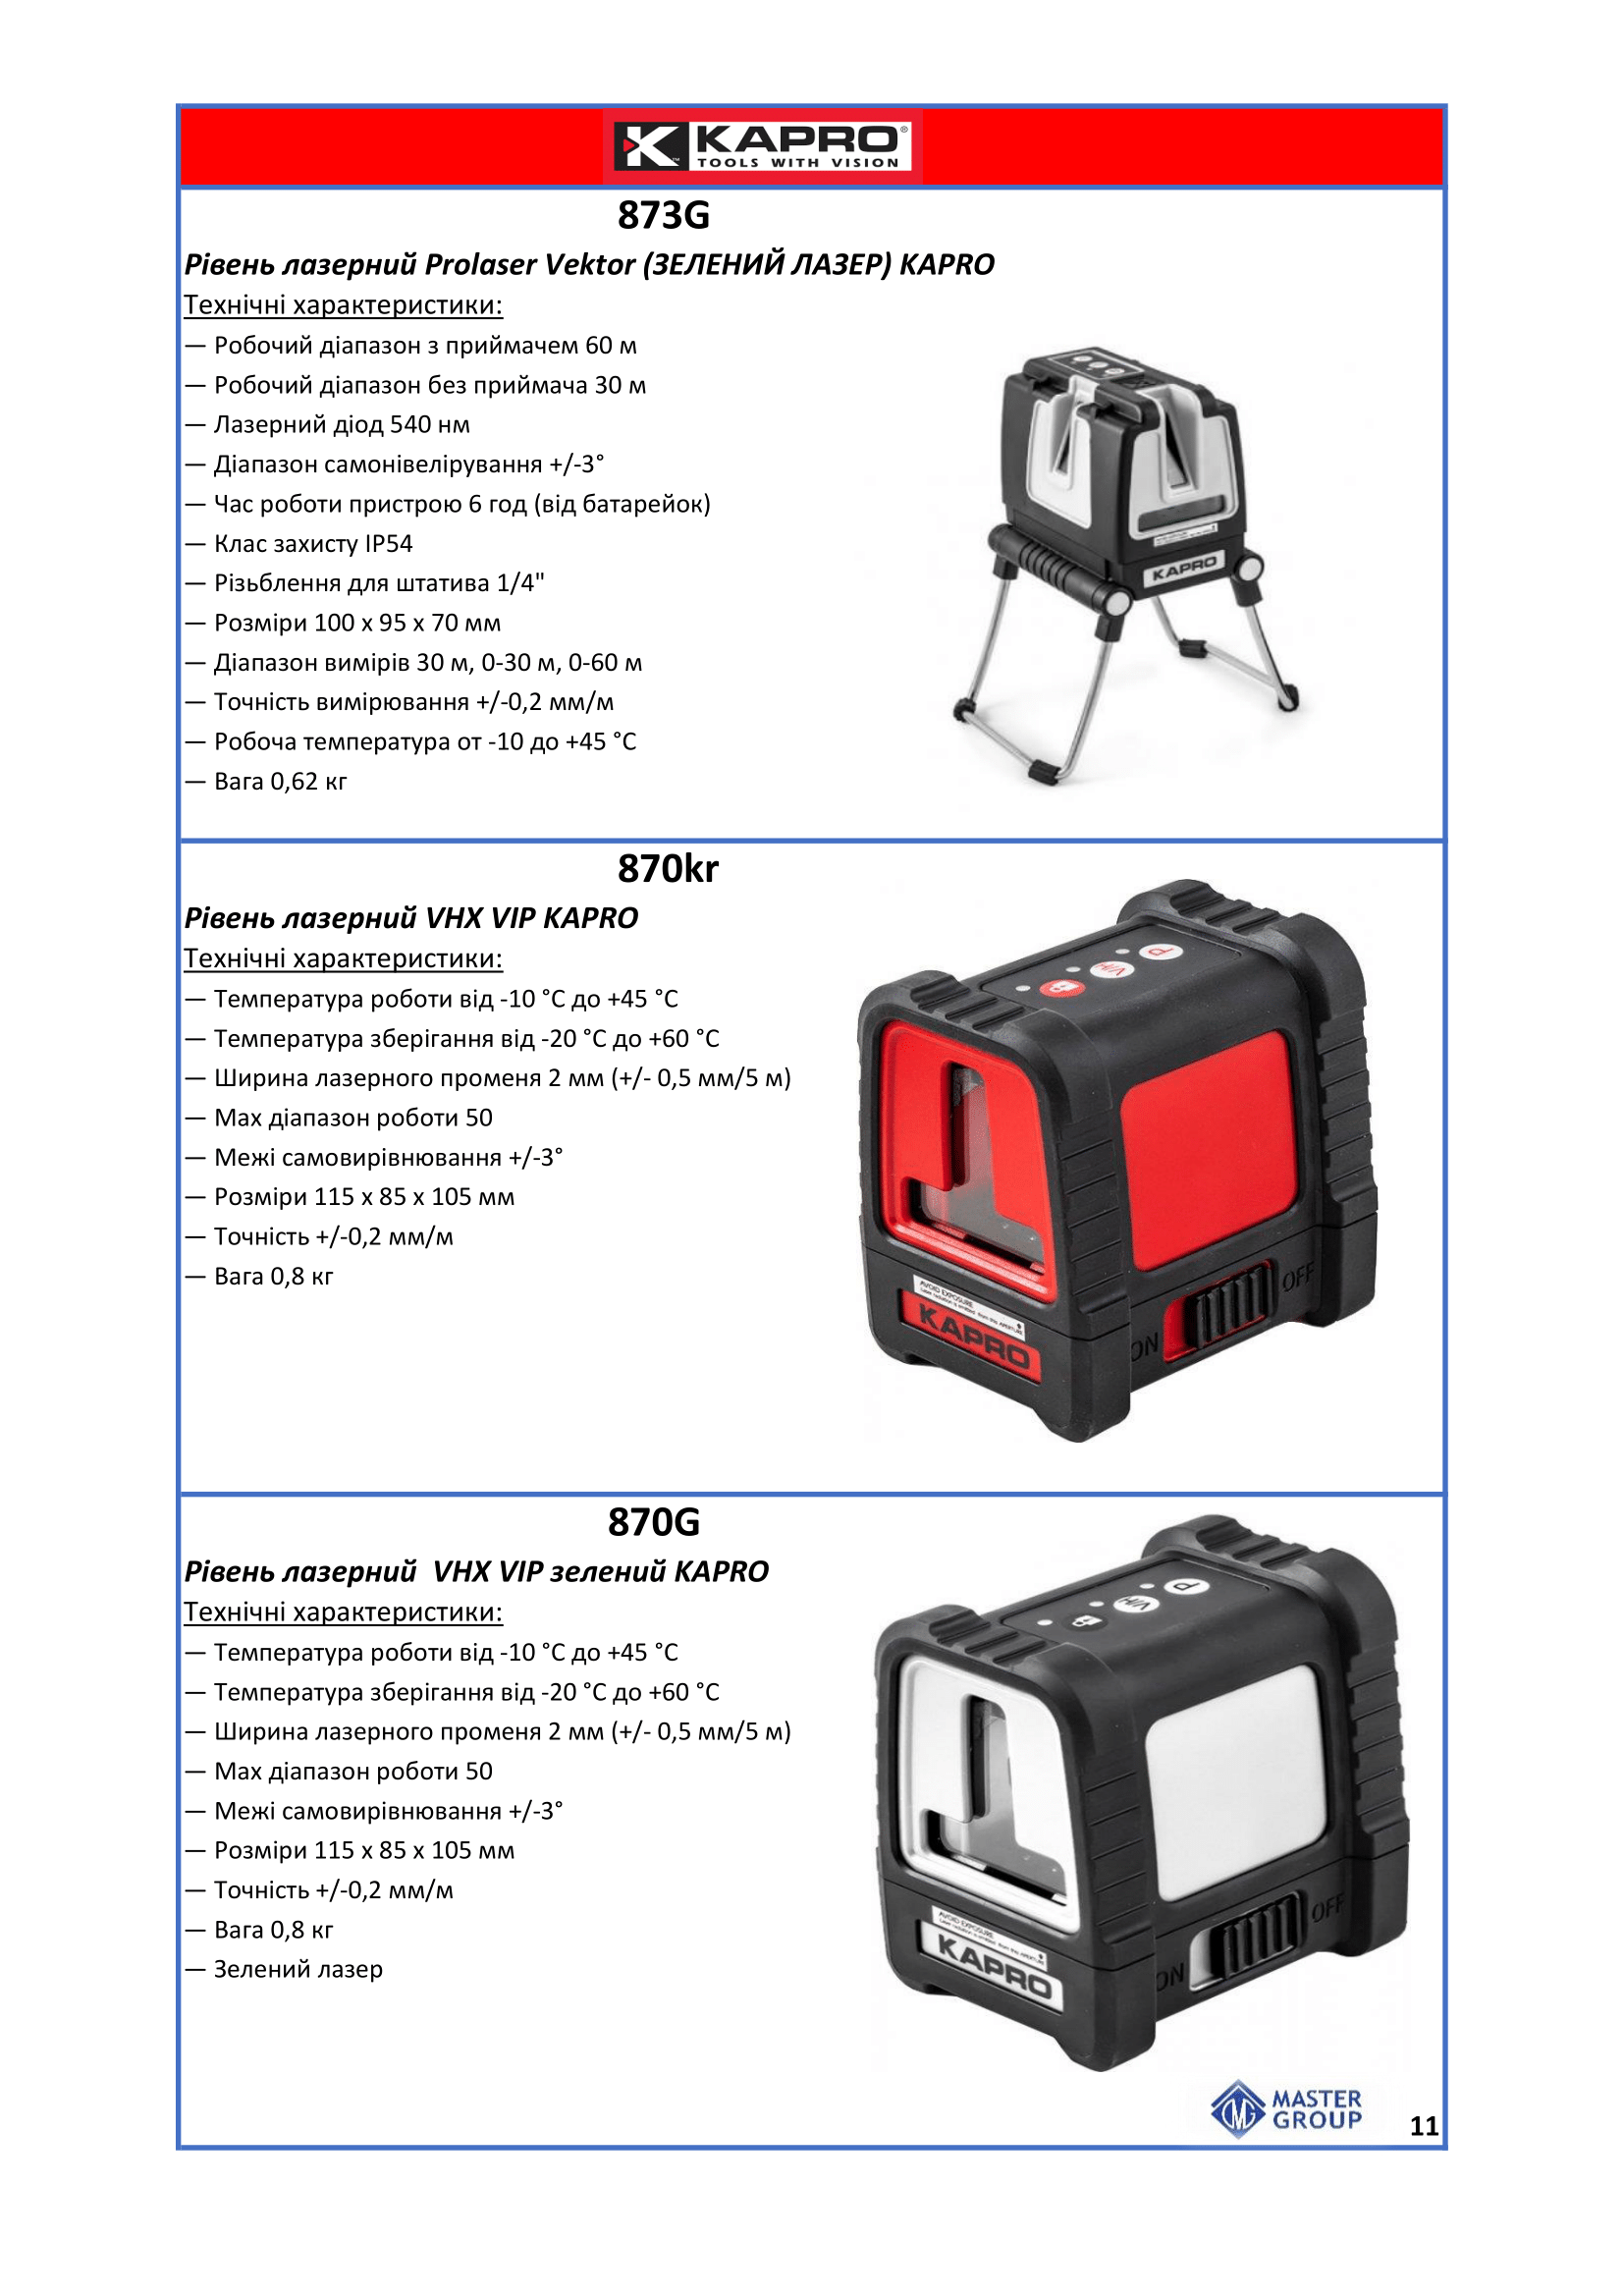 KAPRO®
TOOLS WITH VISION
873G
Рівень лазерний Prolaser Vektor (ЗЕЛЕНИЙ ЛАЗЕР) KAPRO
Технічні характеристики:
— Робочий діапазон з приймачем 60 м
— Робочий діапазон без приймача 30 м
— Лазерний діод 540 нм
— Діапазон самонівелірування +/-3°
— Час роботи пристрою 6 год (від батарейок)
— Клас захисту IP54
— Різьблення для штатива 1/4"
— Розміри 100 x 95 x 70 мм
— Діапазон вимірів 30 м, 0-30 м, 0-60 м
— Точність вимірювання +/-0,2 мм/м
— Робоча температура от -10 до +45 °C
— Вага 0,62 кг
KAPRO
870kr
Рівень лазерний VHX VIP KAPRO
Технічні характеристики:
— Температура роботи від -10 °C до +45 °C
— Температура зберігання від -20 °C до +60 °C
— Ширина лазерного променя 2 мм (+/- 0,5 мм/5 м)
— Мах діапазон роботи 50
— Межі самовирівнювання +/-3°
— Розміри 115 x 85 x 105 мм
— Точність +/-0,2 мм/м
— Вага 0,8 кг
P
V/H
AVOID EXPOSURE
KAPRO
ON
OFF
870G
Рівень лазерний  VHX VIP зелений KAPRO
Технічні характеристики:
— Температура роботи від -10 °C до +45 °C
— Температура зберігання від -20 °C до +60 °C
— Ширина лазерного променя 2 мм (+/- 0,5 мм/5 м)
— Мах діапазон роботи 50
— Межі самовирівнювання +/-3°
— Розміри 115 x 85 x 105 мм
— Точність +/-0,2 мм/м
— Вага 0,8 кг
— Зелений лазер
P
V/H
AVOID EXPOSURE
KAPRO
ON
OFF
MASTER
GROUP
11